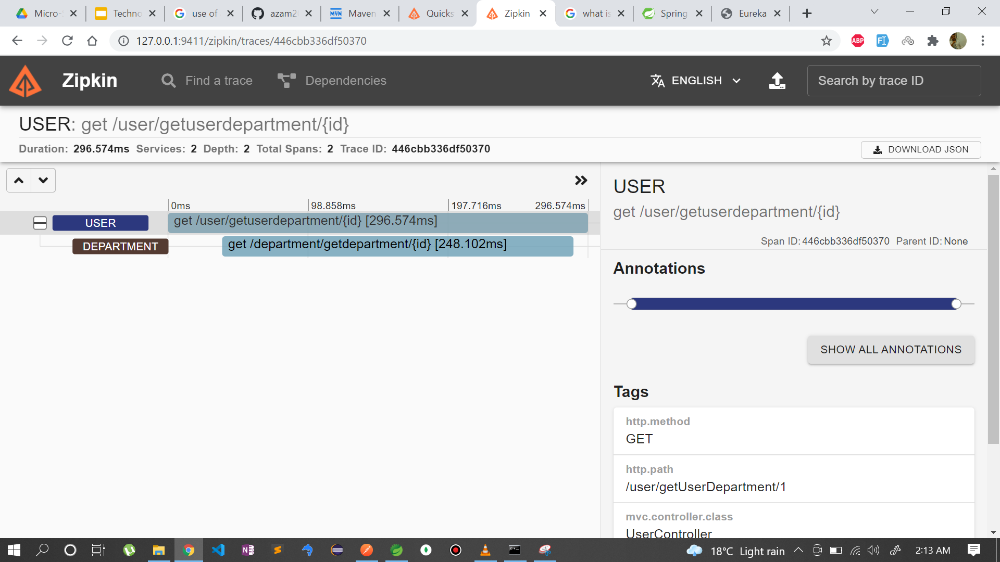 Micro-S
Techno
use of
azam2
Maven
Quicks
Zipkin
what is
Spring
Eureka
127.0.0.1:9411/zipkin/traces/446cbb336df50370
ABP
Zipkin
Find a trace
Dependencies
ENGLISH
Search by trace ID
USER: get /user/getuserdepartment/{id}
Duration: 296.574ms Services: 2 Depth: 2 Total Spans: 2 Trace ID: 446cbb336df50370
DOWNLOAD JSON
0ms 98.858ms 197.716ms 296.574ms
USER get /user/getuserdepartment/{id} [296.574ms]
DEPARTMENT get /department/getdepartment/{id} [248.102ms]
USER
get /user/getuserdepartment/{id}
Span ID: 446cbb336df50370 Parent ID: None
Annotations
SHOW ALL ANNOTATIONS
Tags
http.method
GET
http.path
/user/getUserDepartment/1
mvc.controller.class
UserController
18°C Light rain
2:13 AM